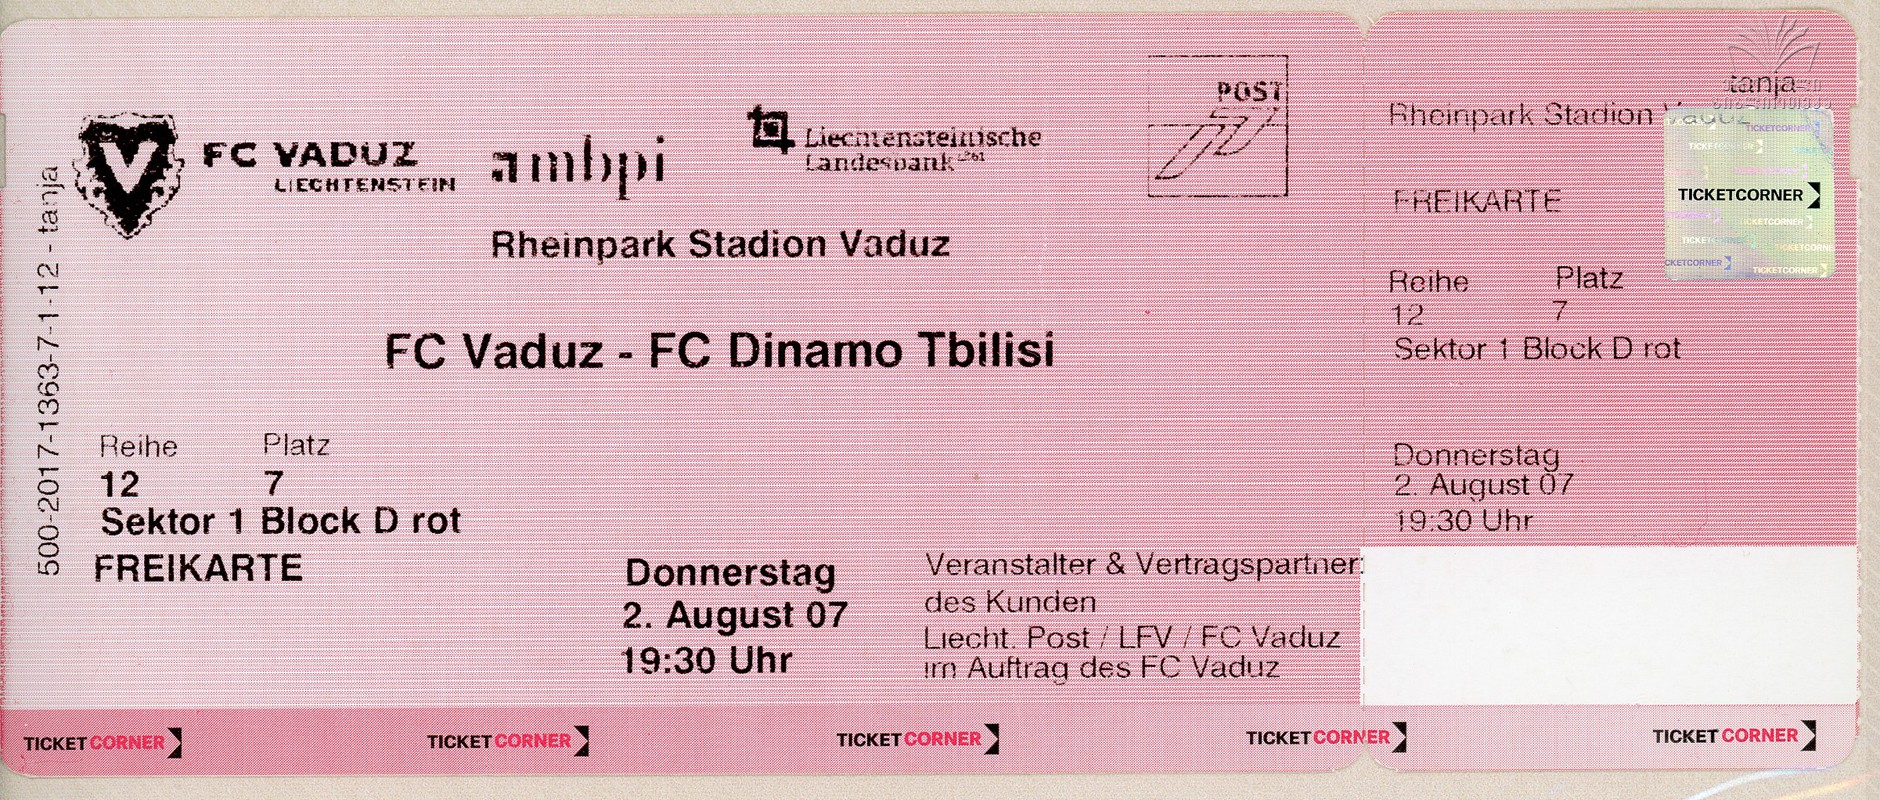 500-2017-1363-7-1-12 - tanja
FC VADUZ
LIECHTENSTEIN
ambpi
Liechtensteinische
Landesbank 1861
POST
Rheinpark Stadion Vaduz
FC Vaduz - FC Dinamo Tbilisi
Reihe Platz
12 7
Sektor 1 Block D rot
FREIKARTE
Donnerstag
2. August 07
19:30 Uhr
Veranstalter & Vertragspartner:
des Kunden
Liecht. Post / LFV / FC Vaduz
im Auftrag des FC Vaduz
TICKETCORNER
TICKETCORNER
TICKETCORNER
TICKETCORNER
TICKETCORNER
tanja
Rheinpark Stadion Vaduz
TICKETCORNER
TICKETCORNER
TICKETCORNER
FREIKARTE
Reihe Platz
12 7
Sektor 1 Block D rot
Donnerstag
2. August 07
19:30 Uhr